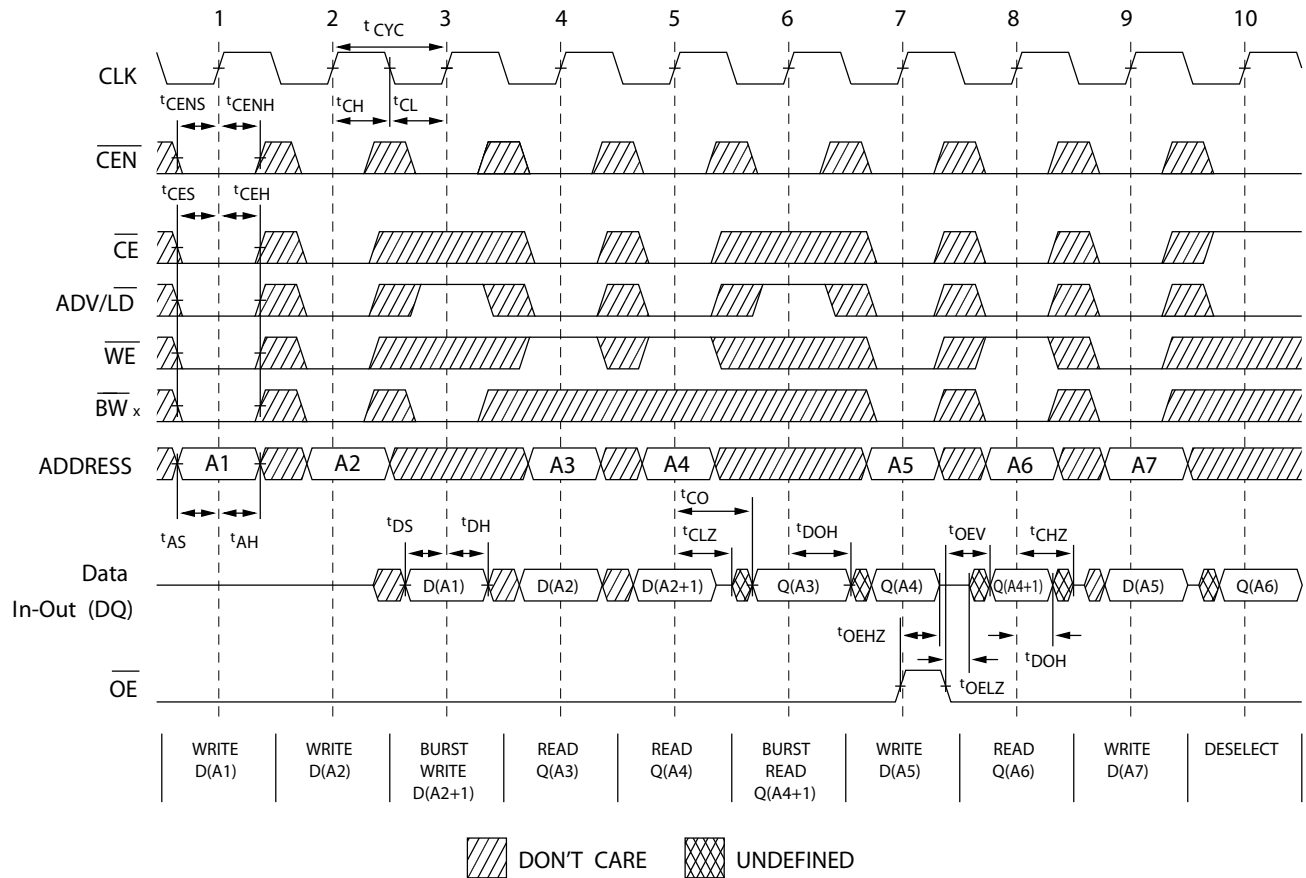 1 2 3 4 5 6 7 8 9 10
t CYC
CLK
tCENS tCENH tCH tCL
CEN
tCES tCEH
CE
ADV/LD
WE
BW x
ADDRESS A1 A2 A3 A4 A5 A6 A7
tCO
tAS tAH tDS tDH tCLZ tDOH tOEV tCHZ
Data
In-Out (DQ)
D(A1) D(A2) D(A2+1) Q(A3) Q(A4) Q(A4+1) D(A5) Q(A6)
tOEHZ tDOH
tOELZ
OE
WRITE
D(A1)
WRITE
D(A2)
BURST
WRITE
D(A2+1)
READ
Q(A3)
READ
Q(A4)
BURST
READ
Q(A4+1)
WRITE
D(A5)
READ
Q(A6)
WRITE
D(A7)
DESELECT
DON'T CARE UNDEFINED